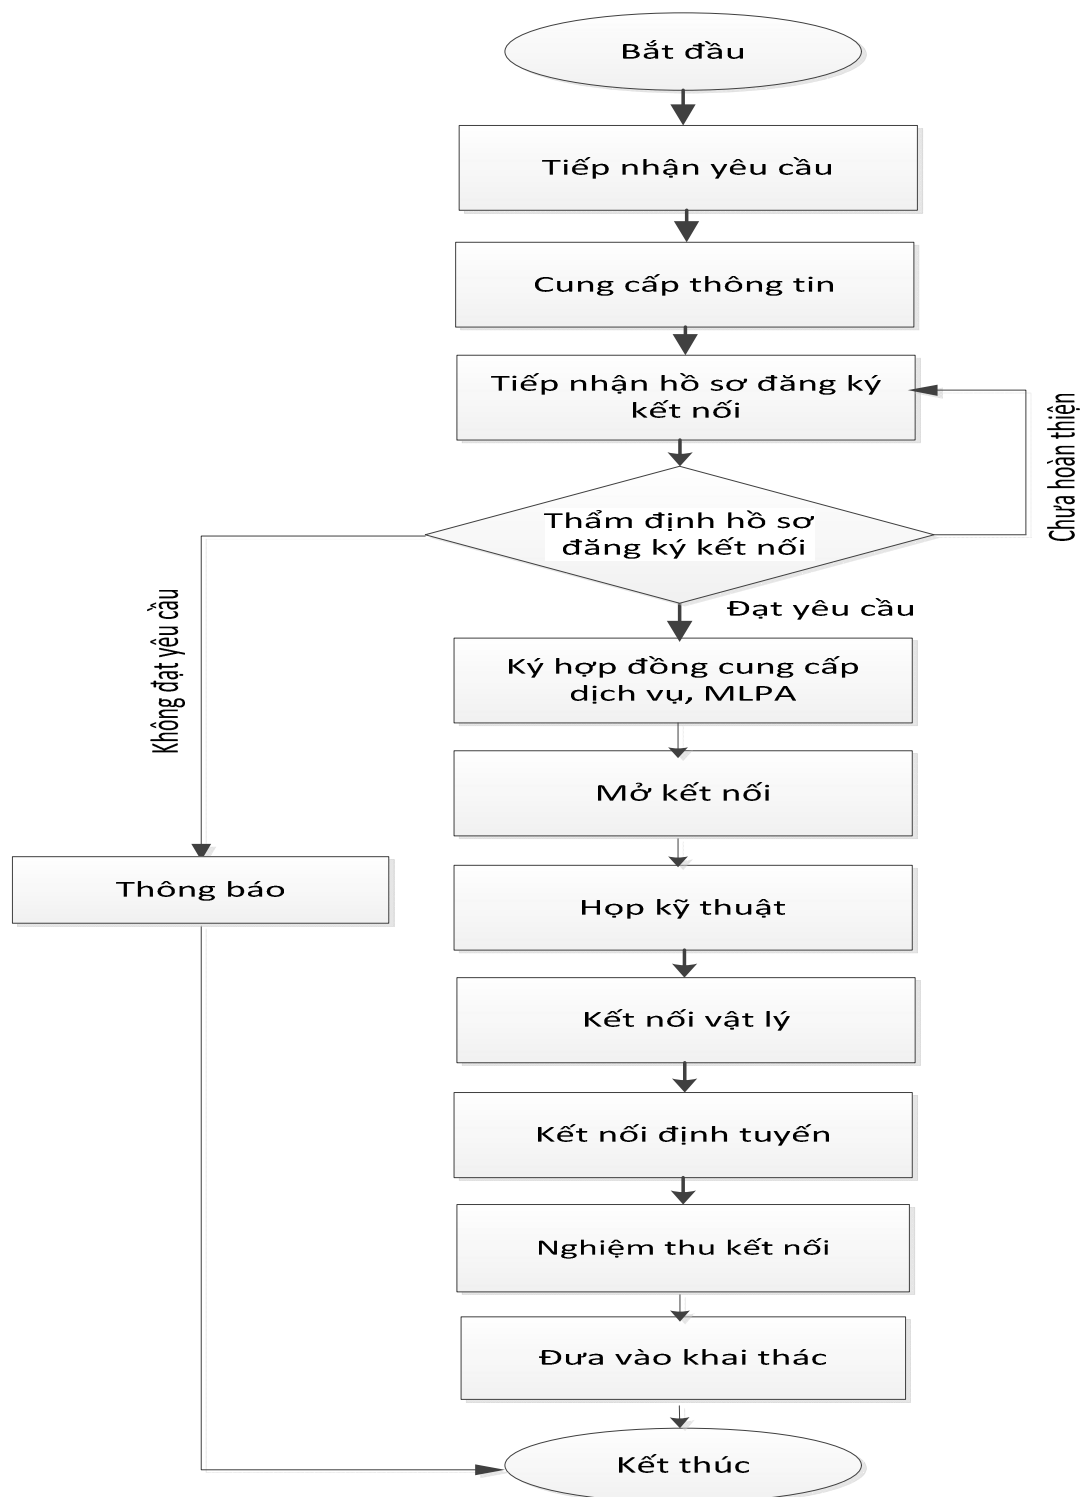 Bắt đầu
Tiếp nhận yêu cầu
Cung cấp thông tin
Tiếp nhận hồ sơ đăng ký
kết nối
Chưa hoàn thiện
Thẩm định hồ sơ
đăng ký kết nối
Đạt yêu cầu
Không đạt yêu cầu
Ký hợp đồng cung cấp
dịch vụ, MLPA
Mở kết nối
Thông báo
Họp kỹ thuật
Kết nối vật lý
Kết nối định tuyến
Nghiệm thu kết nối
Đưa vào khai thác
Kết thúc